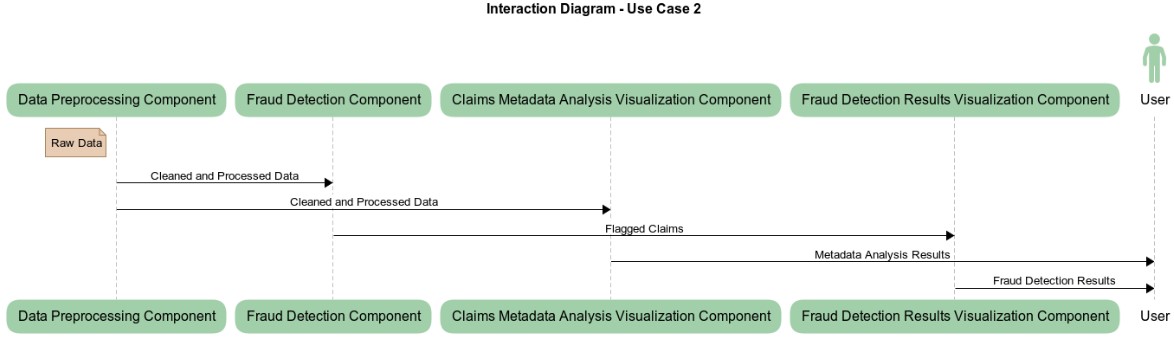 Interaction Diagram - Use Case 2
Data Preprocessing Component
Fraud Detection Component
Claims Metadata Analysis Visualization Component
Fraud Detection Results Visualization Component
User
Raw Data
Cleaned and Processed Data
Cleaned and Processed Data
Flagged Claims
Metadata Analysis Results
Fraud Detection Results
Data Preprocessing Component
Fraud Detection Component
Claims Metadata Analysis Visualization Component
Fraud Detection Results Visualization Component
User